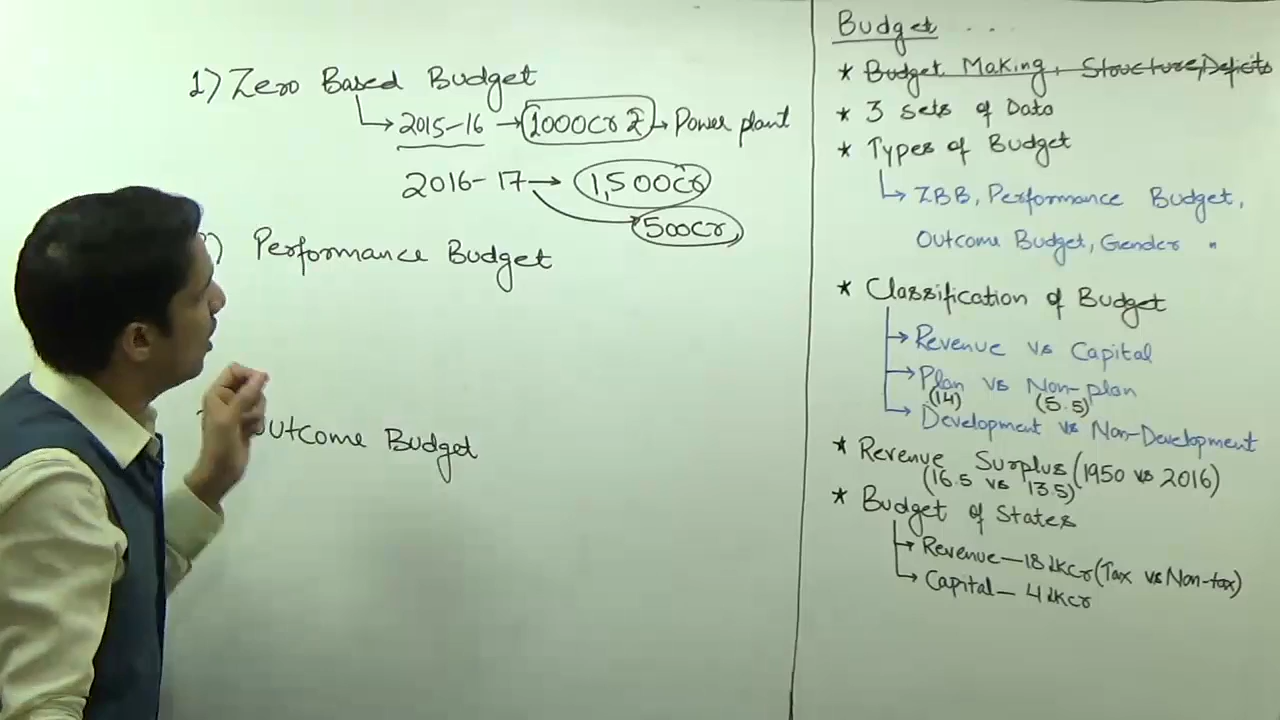 1) Zero Based Budget
2015-16 → 1000Cr → Power plant
2016-17 → 1,500cr
500Cr
) Performance Budget
utcome Budget
Budget ...
* Budget Making, Structure, Deficits
* 3 Sets of Data
* Types of Budget
ZBB, Performance Budget,
Outcome Budget, Gender "
* Classification of Budget
→ Revenue vs Capital
→ Plan vs Non-plan
(14) (5.5)
→ Development vs Non-Development
* Revenue Surplus (1950 vs 2016)
(16.5 vs 13.5)
* Budget of States
→ Revenue — 18 LKCr (Tax vs Non-tax)
→ Capital — 4 LKCr